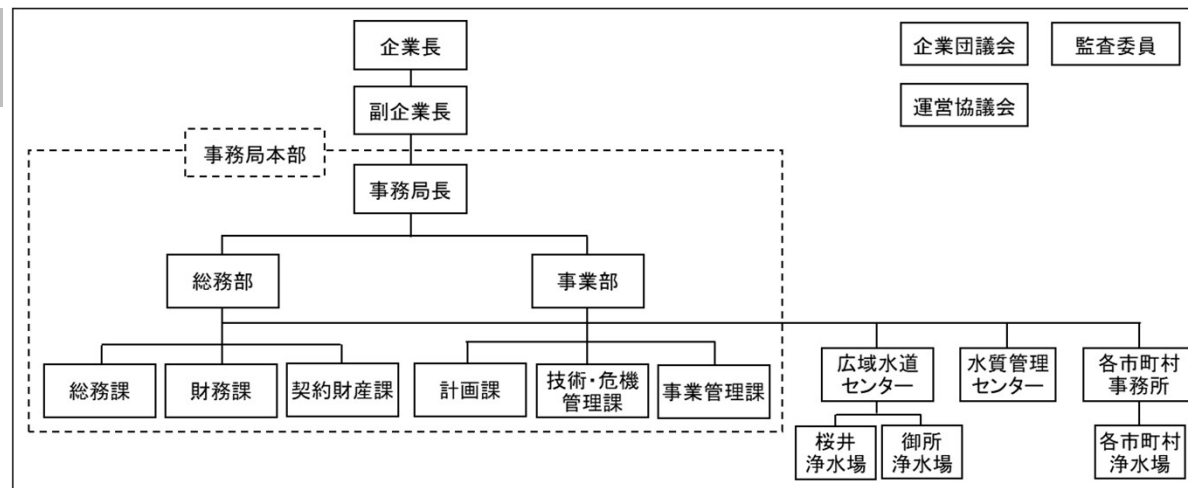 企業長
企業団議会
監査委員
副企業長
運営協議会
事務局本部
事務局長
総務部
事業部
総務課
財務課
契約財産課
計画課
技術・危機
管理課
事業管理課
広域水道
センター
水質管理
センター
各市町村
事務所
桜井
浄水場
御所
浄水場
各市町村
浄水場